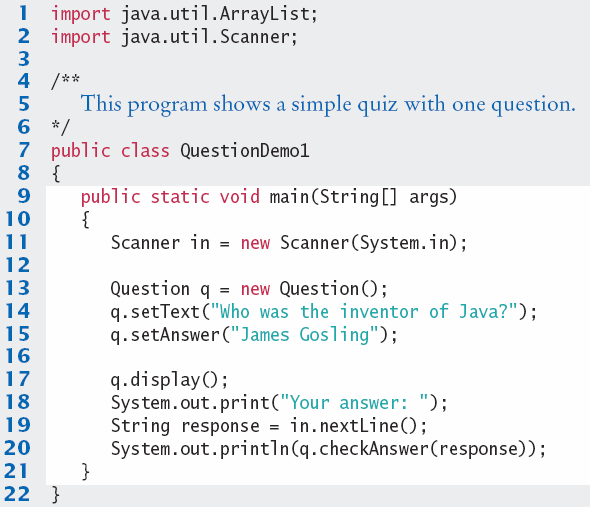 1 import java.util.ArrayList;
2 import java.util.Scanner;
3
4 /**
5    This program shows a simple quiz with one question.
6 */
7 public class QuestionDemo1
8 {
9    public static void main(String[] args)
10    {
11       Scanner in = new Scanner(System.in);
12
13       Question q = new Question();
14       q.setText("Who was the inventor of Java?");
15       q.setAnswer("James Gosling");
16
17       q.display();
18       System.out.print("Your answer: ");
19       String response = in.nextLine();
20       System.out.println(q.checkAnswer(response));
21    }
22 }